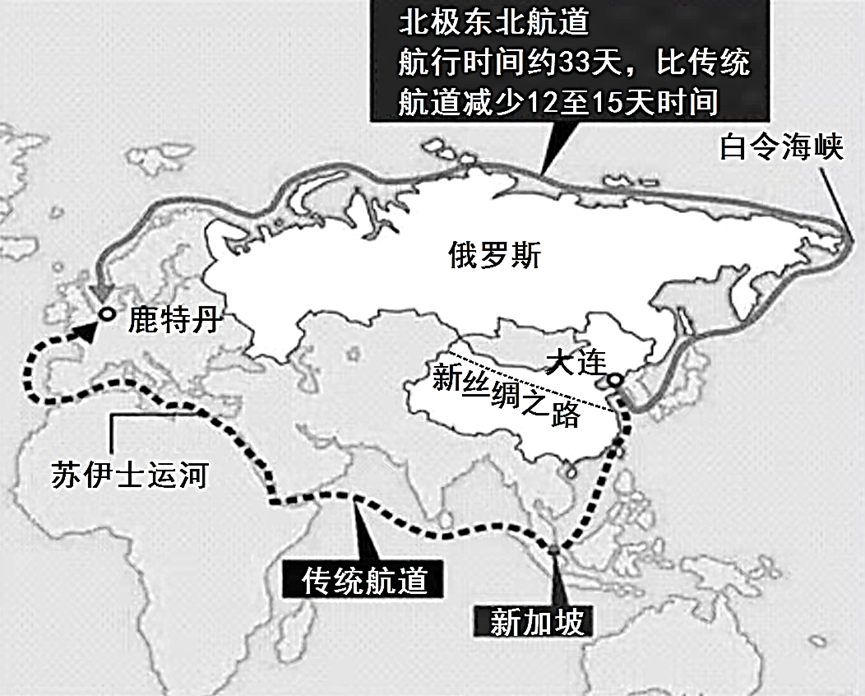 北极东北航道
航行时间约33天，比传统
航道减少12至15天时间
白令海峡
俄罗斯
鹿特丹
大连
新丝绸之路
苏伊士运河
传统航道
新加坡